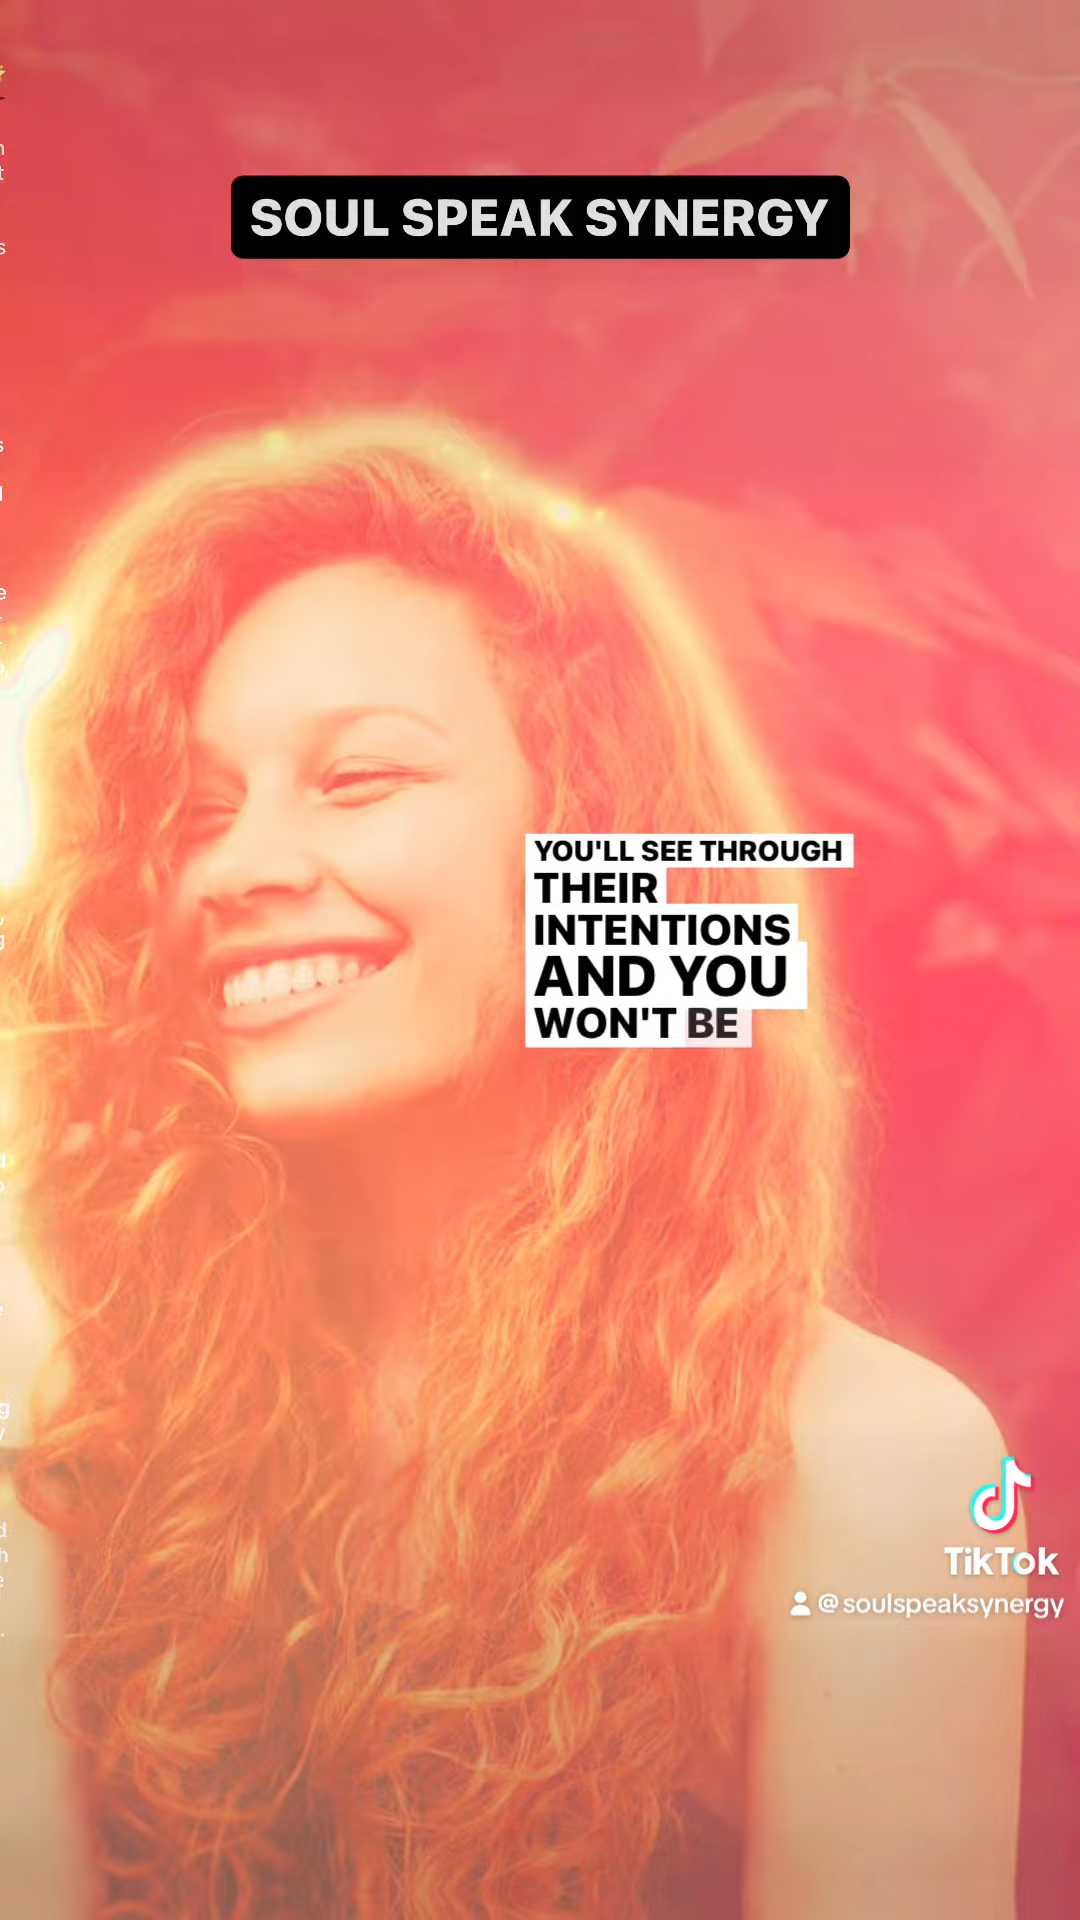 SOUL SPEAK SYNERGY
YOU'LL SEE THROUGH
THEIR
INTENTIONS
AND YOU
WON'T BE
TikTok
@soulspeaksynergy